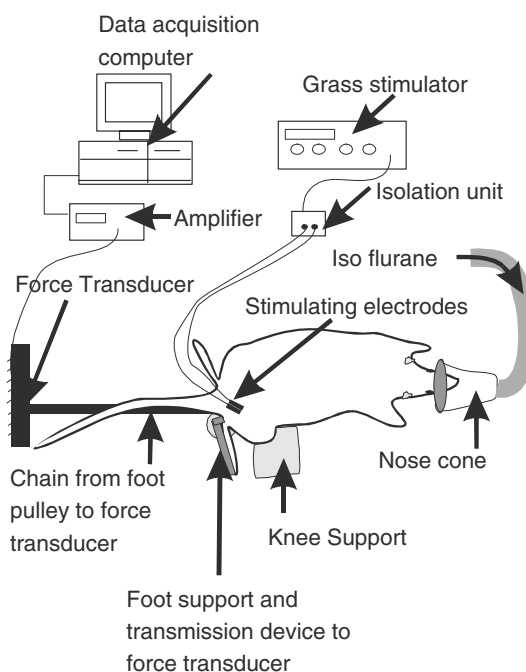 Data acquisition
computer
Grass stimulator
Isolation unit
Amplifier
Iso flurane
Force Transducer
Stimulating electrodes
Nose cone
Chain from foot
pulley to force
transducer
Knee Support
Foot support and
transmission device to
force transducer